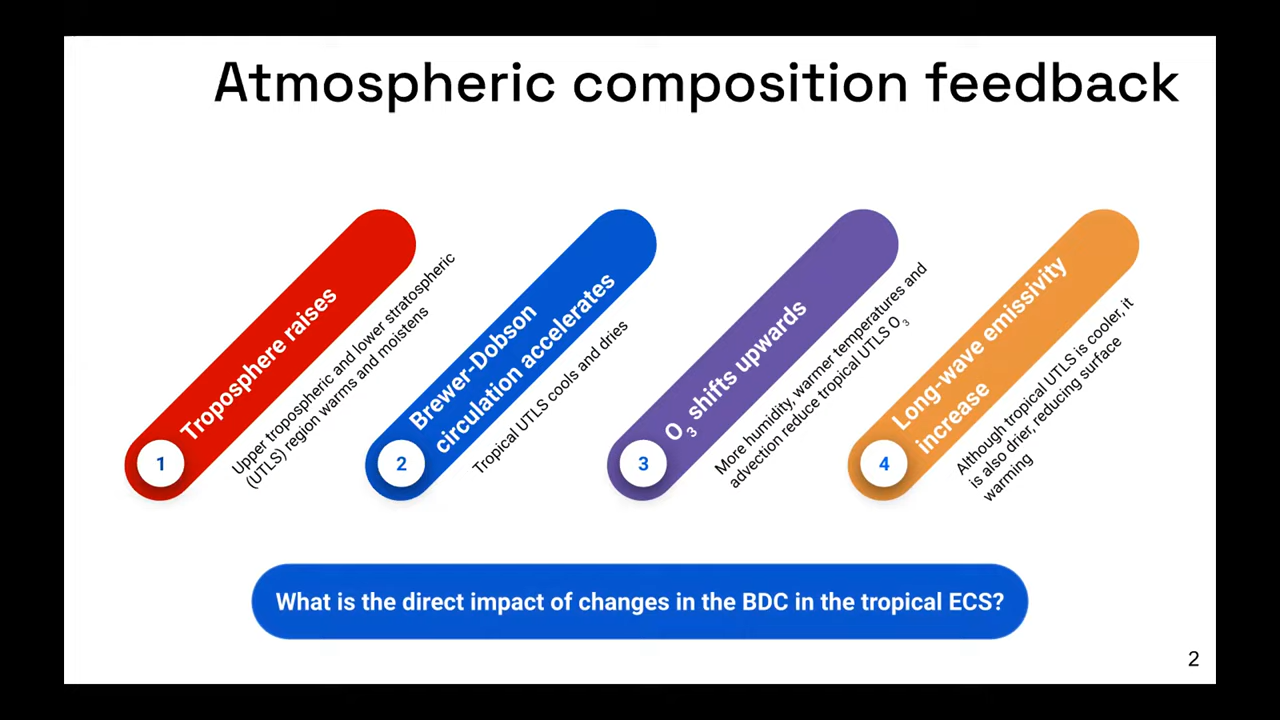 Atmospheric composition feedback
1
Troposphere raises
Upper tropospheric and lower stratospheric
(UTLS) region warms and moistens
2
Brewer-Dobson
circulation accelerates
Tropical UTLS cools and dries
3
O3 shifts upwards
More humidity, warmer temperatures and
advection reduce tropical UTLS O3
4
Long-wave emissivity
increase
Although tropical UTLS is cooler, it
is also drier, reducing surface
warming
What is the direct impact of changes in the BDC in the tropical ECS?
2